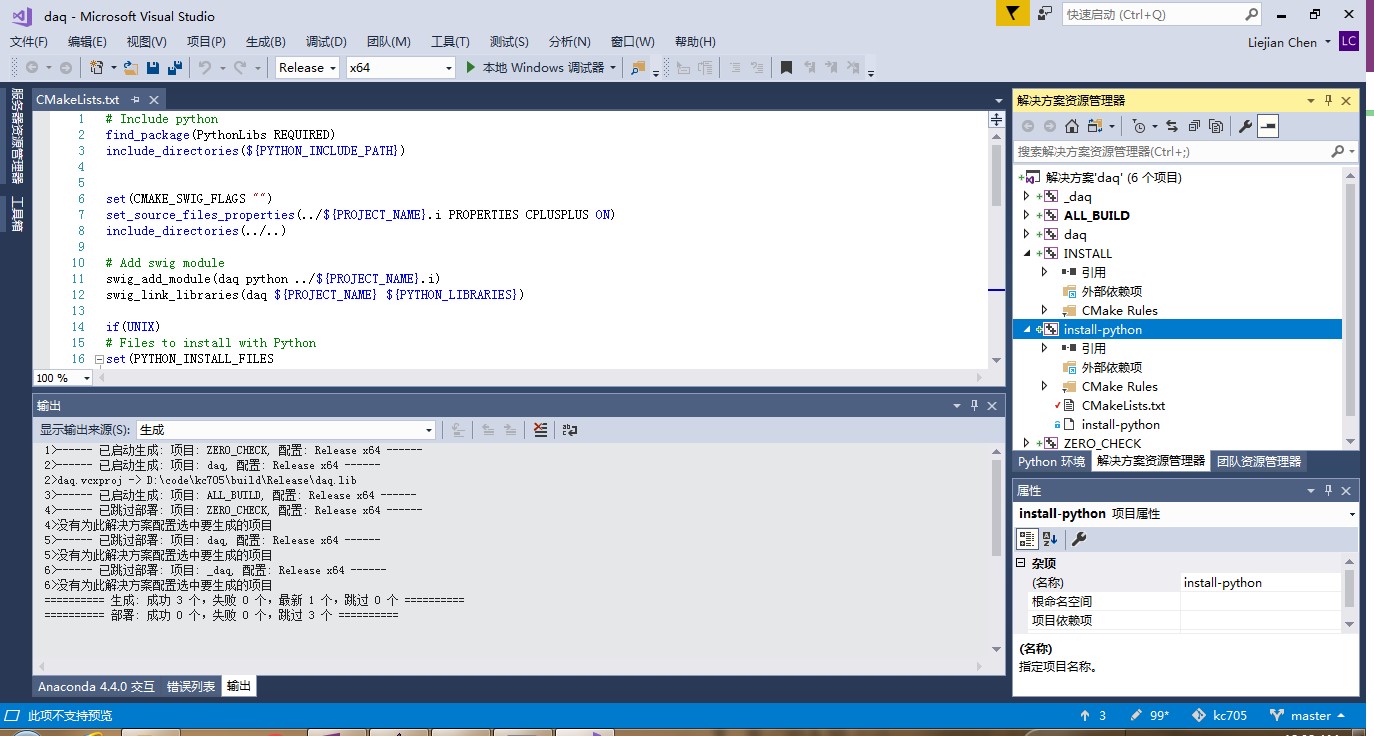 daq - Microsoft Visual Studio
快速启动 (Ctrl+Q)
文件(F) 编辑(E) 视图(V) 项目(P) 生成(B) 调试(D) 团队(M) 工具(T) 测试(S) 分析(N) 窗口(W) 帮助(H)
Liejian Chen LC
Release x64 本地 Windows 调试器
服务器资源管理器
工具箱
CMakeLists.txt
1 # Include python
2 find_package(PythonLibs REQUIRED)
3 include_directories(${PYTHON_INCLUDE_PATH})
4
5
6 set(CMAKE_SWIG_FLAGS "")
7 set_source_files_properties(../${PROJECT_NAME}.i PROPERTIES CPLUSPLUS ON)
8 include_directories(../..)
9
10 # Add swig module
11 swig_add_module(daq python ../${PROJECT_NAME}.i)
12 swig_link_libraries(daq ${PROJECT_NAME} ${PYTHON_LIBRARIES})
13
14 if(UNIX)
15 # Files to install with Python
16 set(PYTHON_INSTALL_FILES
100 %
输出
显示输出来源(S): 生成
1>------ 已启动生成: 项目: ZERO_CHECK, 配置: Release x64 ------
2>------ 已启动生成: 项目: daq, 配置: Release x64 ------
2>daq.vcxproj -> D:\code\kc705\build\Release\daq.lib
3>------ 已启动生成: 项目: ALL_BUILD, 配置: Release x64 ------
4>------ 已跳过部署: 项目: ZERO_CHECK, 配置: Release x64 ------
4>没有为此解决方案配置选中要生成的项目
5>------ 已跳过部署: 项目: daq, 配置: Release x64 ------
5>没有为此解决方案配置选中要生成的项目
6>------ 已跳过部署: 项目: _daq, 配置: Release x64 ------
6>没有为此解决方案配置选中要生成的项目
========== 生成: 成功 3 个，失败 0 个，最新 1 个，跳过 0 个 ==========
========== 部署: 成功 0 个，失败 0 个，跳过 3 个 ==========
Anaconda 4.4.0 交互 错误列表 输出
解决方案资源管理器
搜索解决方案资源管理器(Ctrl+;)
解决方案'daq' (6 个项目)
_daq
ALL_BUILD
daq
INSTALL
引用
外部依赖项
CMake Rules
install-python
引用
外部依赖项
CMake Rules
CMakeLists.txt
install-python
ZERO_CHECK
Python 环境 解决方案资源管理器 团队资源管理器
属性
install-python 项目属性
杂项
(名称) install-python
根命名空间
项目依赖项
(名称)
指定项目名称。
此项不支持预览 3 99* kc705 master